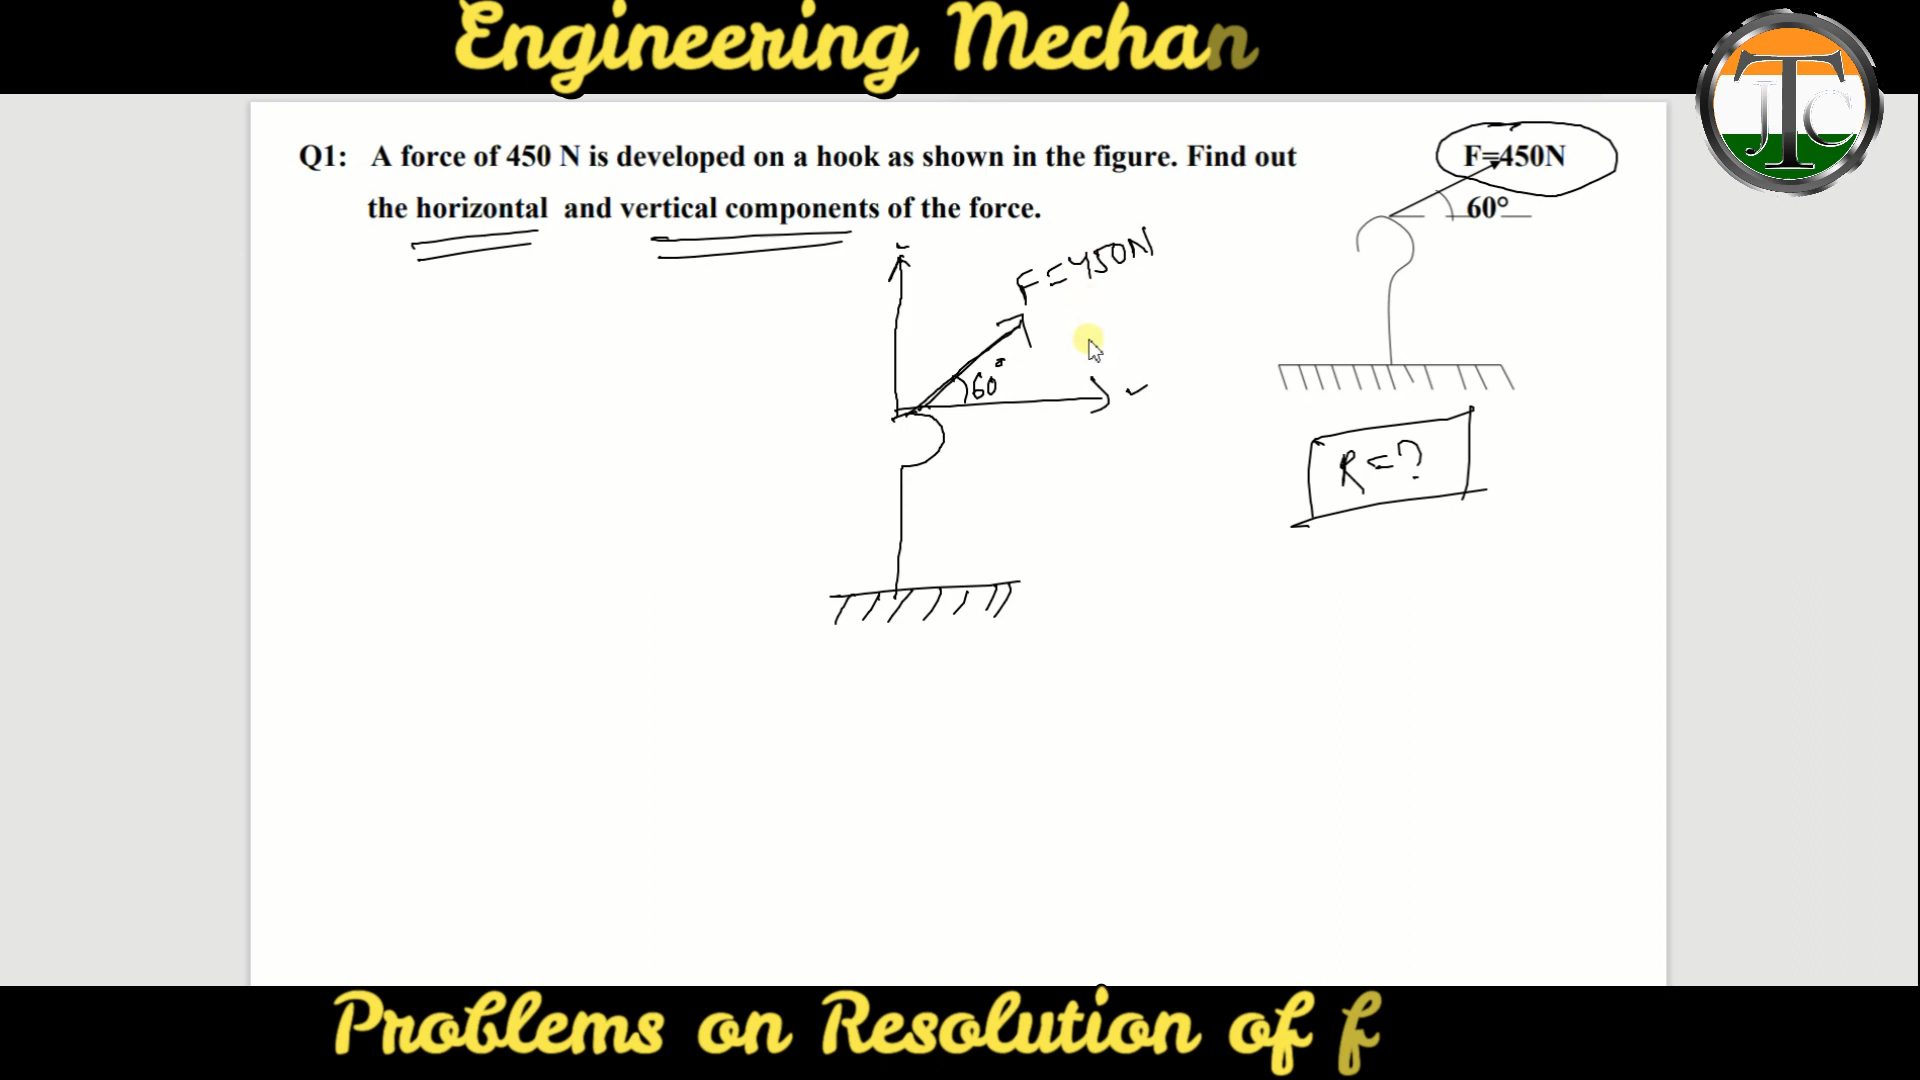 Engineering Mechan
JTC
Q1: A force of 450 N is developed on a hook as shown in the figure. Find out
the horizontal and vertical components of the force.
F=450N
60°
F=450N
60°
R=?
Problems on Resolution of f